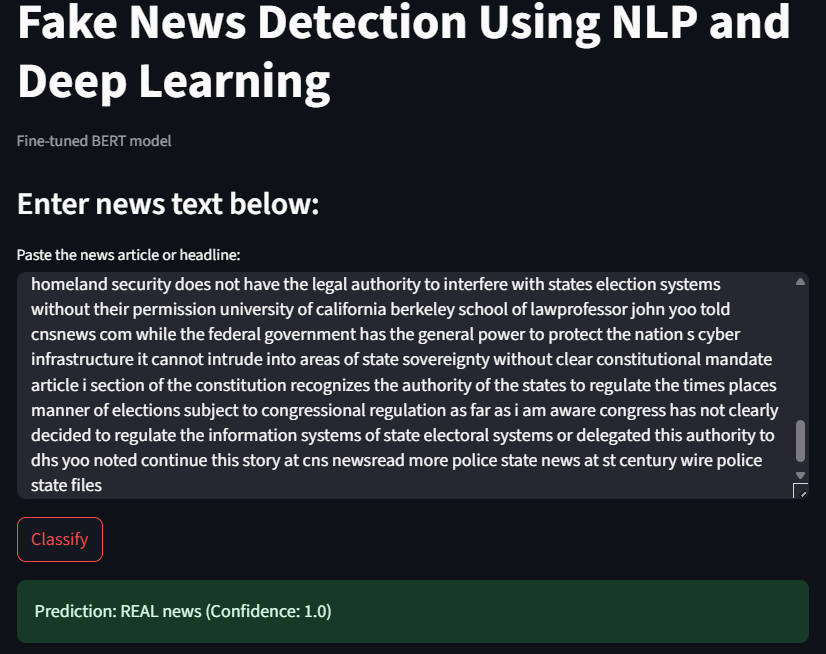 Fake News Detection Using NLP and
Deep Learning
Fine-tuned BERT model
Enter news text below:
Paste the news article or headline:
homeland security does not have the legal authority to interfere with states election systems
without their permission university of california berkeley school of lawprofessor john yoo told
cnsnews com while the federal government has the general power to protect the nation s cyber
infrastructure it cannot intrude into areas of state sovereignty without clear constitutional mandate
article i section of the constitution recognizes the authority of the states to regulate the times places
manner of elections subject to congressional regulation as far as i am aware congress has not clearly
decided to regulate the information systems of state electoral systems or delegated this authority to
dhs yoo noted continue this story at cns newsread more police state news at st century wire police
state files
Classify
Prediction: REAL news (Confidence: 1.0)